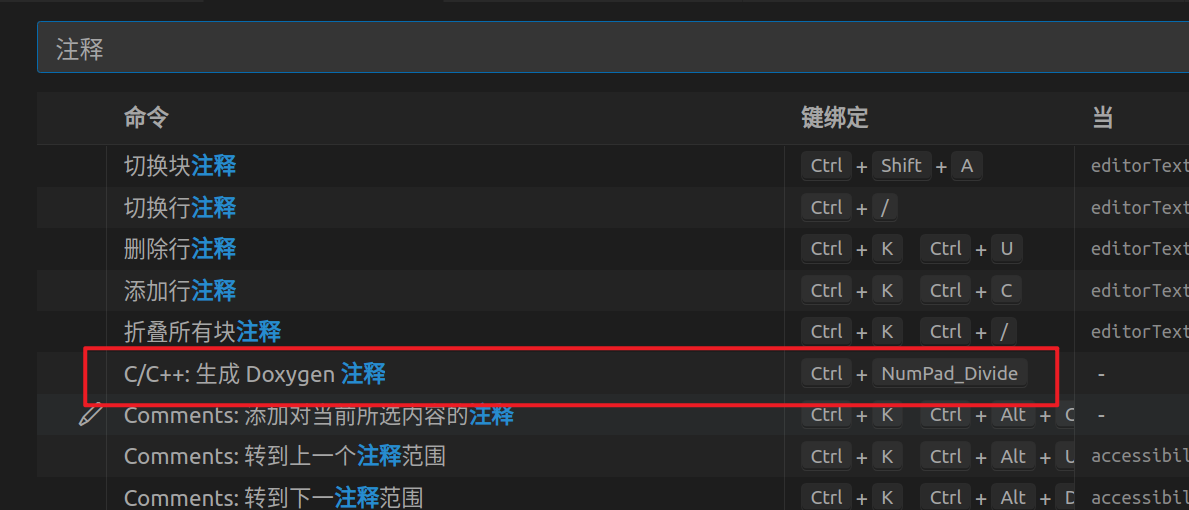 注释
命令 键绑定 当
切换块注释 Ctrl + Shift + A editorText
切换行注释 Ctrl + / editorText
删除行注释 Ctrl + K Ctrl + U editorText
添加行注释 Ctrl + K Ctrl + C editorText
折叠所有块注释 Ctrl + K Ctrl + / editorText
C/C++: 生成 Doxygen 注释 Ctrl + NumPad_Divide -
Comments: 添加对当前所选内容的注释 Ctrl + K Ctrl + Alt + C -
Comments: 转到上一个注释范围 Ctrl + K Ctrl + Alt + U accessibil
Comments: 转到下一注释范围 Ctrl + K Ctrl + Alt + D accessibil